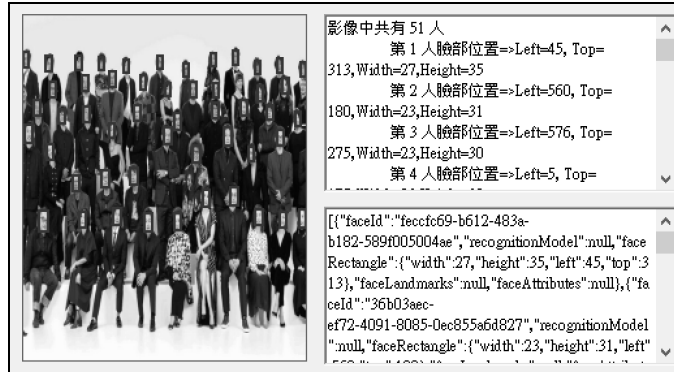 影像中共有 51 人
第 1 人臉部位置=>Left=45, Top=
313,Width=27,Height=35
第 2 人臉部位置=>Left=560, Top=
180,Width=23,Height=31
第 3 人臉部位置=>Left=576, Top=
275,Width=23,Height=30
第 4 人臉部位置=>Left=5, Top=
[{"faceId":"feccfc69-b612-483a-
b182-589f005004ae","recognitionModel":null,"face
Rectangle":{"width":27,"height":35,"left":45,"top":3
13},"faceLandmarks":null,"faceAttributes":null},{"fa
ceId":"36b03aec-
ef72-4091-8085-0ec855a6d827","recognitionModel
":null,"faceRectangle":{"width":23,"height":31,"left"